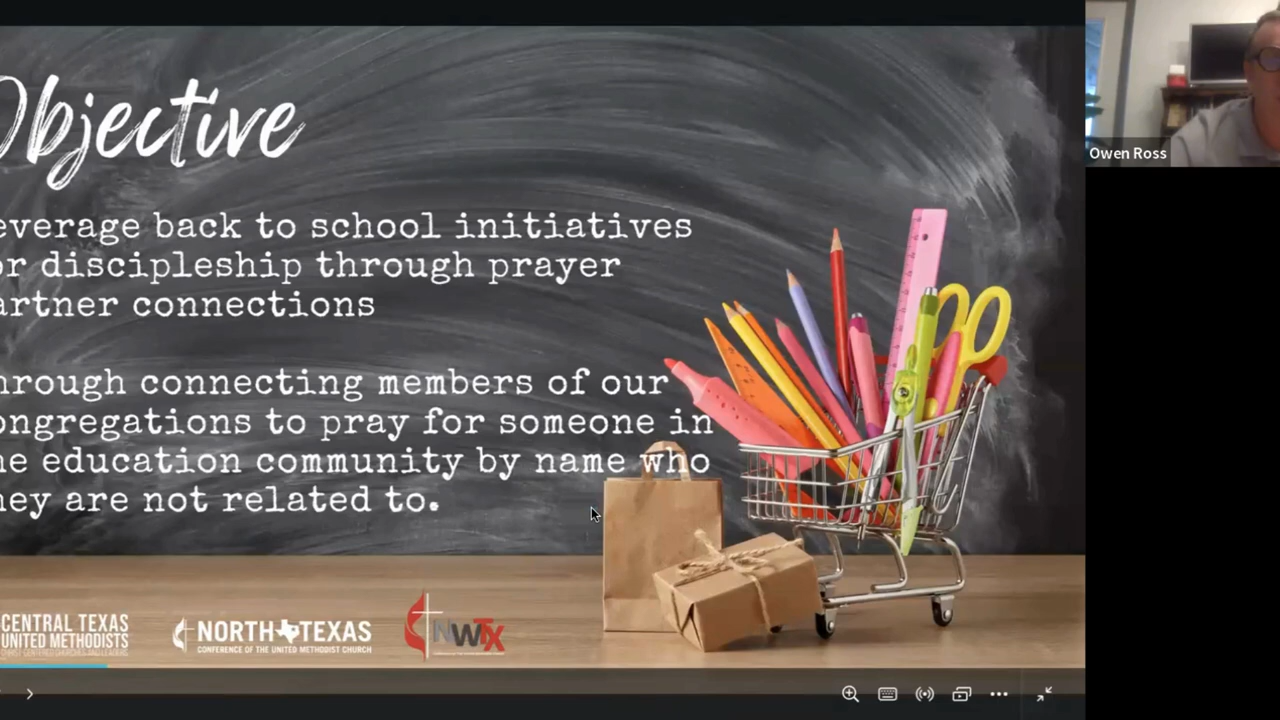 Objective
everage back to school initiatives
or discipleship through prayer
artner connections
hrough connecting members of our
ongregations to pray for someone in
he education community by name who
hey are not related to.
CENTRAL TEXAS
UNITED METHODISTS
NORTH TEXAS
CONFERENCE OF THE UNITED METHODIST CHURCH
NWTX
Owen Ross